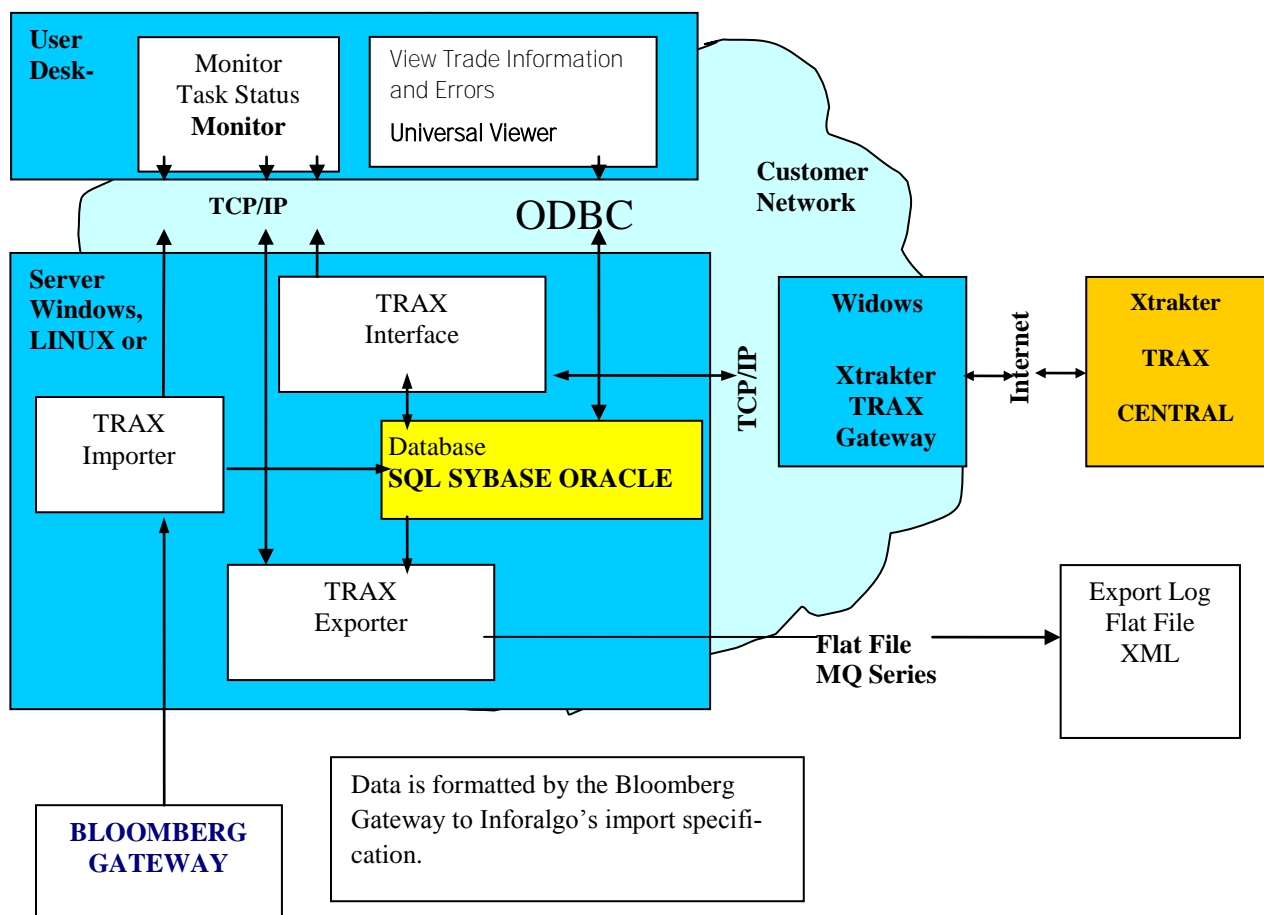 User
Desk-
Monitor
Task Status
Monitor
View Trade Information
and Errors
Universal Viewer
Customer
Network
TCP/IP
ODBC
Server
Windows,
LINUX or
TRAX
Interface
TRAX
Importer
Database
SQL SYBASE ORACLE
TRAX
Exporter
TCP/IP
Widows
Xtrakter
TRAX
Gateway
Internet
Xtrakter
TRAX
CENTRAL
Flat File
MQ Series
Export Log
Flat File
XML
BLOOMBERG
GATEWAY
Data is formatted by the Bloomberg
Gateway to Inforalgo’s import specifi-
cation.